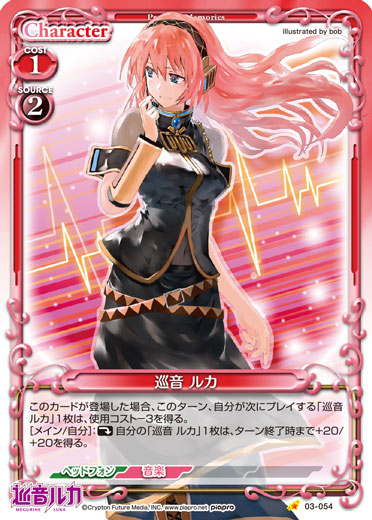 Precious Memories
Character
illustrated by bob
COST
1
SOURCE
2
巡音 ルカ
このカードが登場した場合、このターン、自分が次にプレイする「巡音
ルカ」1枚は、使用コスト-3を得る。
[メイン/自分]: 自分の「巡音 ルカ」1枚は、ターン終了時まで+20/
+20を得る。
ヘッドフォン 音楽
巡音ルカ
MEGURINE LUKA
©Crypton Future Media, INC. www.piapro.net piapro
03-054